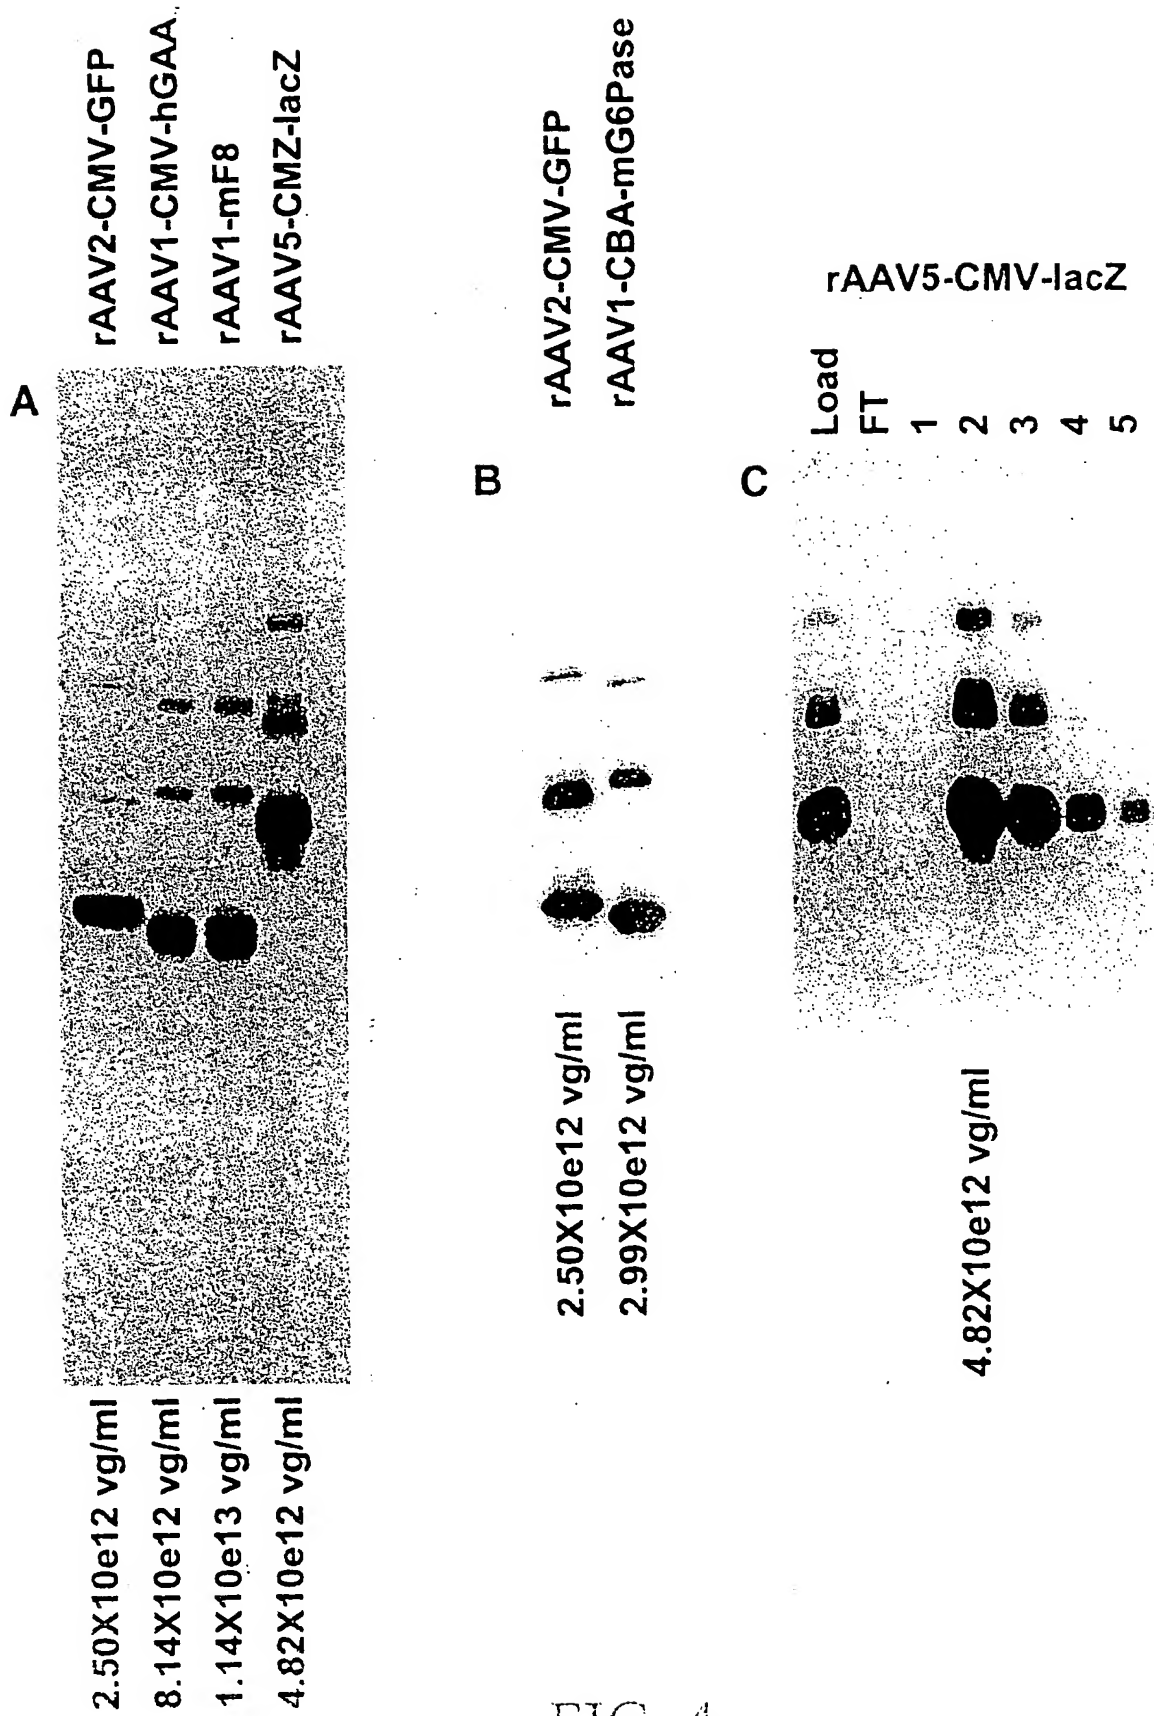 A
rAAV2-CMV-GFP
rAAV1-CMV-hGAA
rAAV1-mF8
rAAV5-CMZ-lacZ
2.50X10e12 vg/ml
8.14X10e12 vg/ml
1.14X10e13 vg/ml
4.82X10e12 vg/ml
B
rAAV2-CMV-GFP
rAAV1-CBA-mG6Pase
2.50X10e12 vg/ml
2.99X10e12 vg/ml
C
rAAV5-CMV-lacZ
Load
FT
1
2
3
4
5
4.82X10e12 vg/ml
FIG. 4